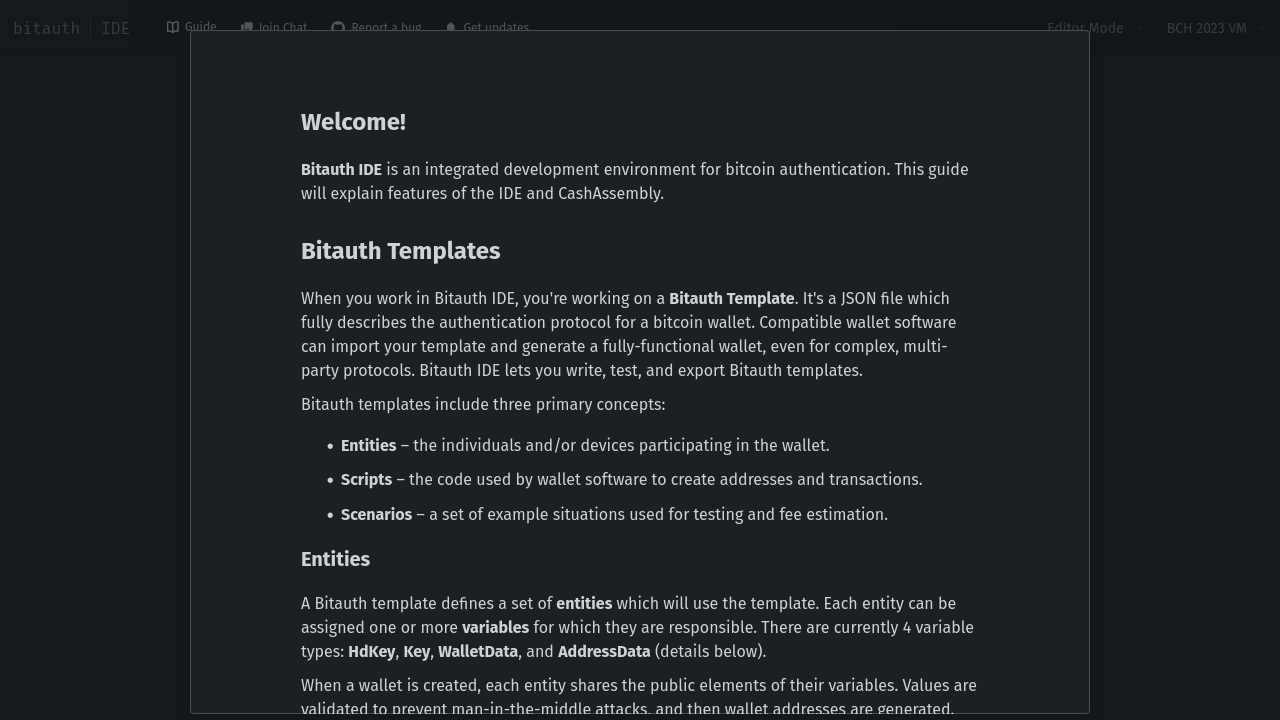 bitauth | IDE
Guide
Join Chat
Report a bug
Get updates
Editor Mode
BCH 2023 VM
Welcome!
Bitauth IDE is an integrated development environment for bitcoin authentication. This guide
will explain features of the IDE and CashAssembly.
Bitauth Templates
When you work in Bitauth IDE, you're working on a Bitauth Template. It's a JSON file which
fully describes the authentication protocol for a bitcoin wallet. Compatible wallet software
can import your template and generate a fully-functional wallet, even for complex, multi-
party protocols. Bitauth IDE lets you write, test, and export Bitauth templates.
Bitauth templates include three primary concepts:
• Entities – the individuals and/or devices participating in the wallet.
• Scripts – the code used by wallet software to create addresses and transactions.
• Scenarios – a set of example situations used for testing and fee estimation.
Entities
A Bitauth template defines a set of entities which will use the template. Each entity can be
assigned one or more variables for which they are responsible. There are currently 4 variable
types: HdKey, Key, WalletData, and AddressData (details below).
When a wallet is created, each entity shares the public elements of their variables. Values are
validated to prevent man-in-the-middle attacks, and then wallet addresses are generated.